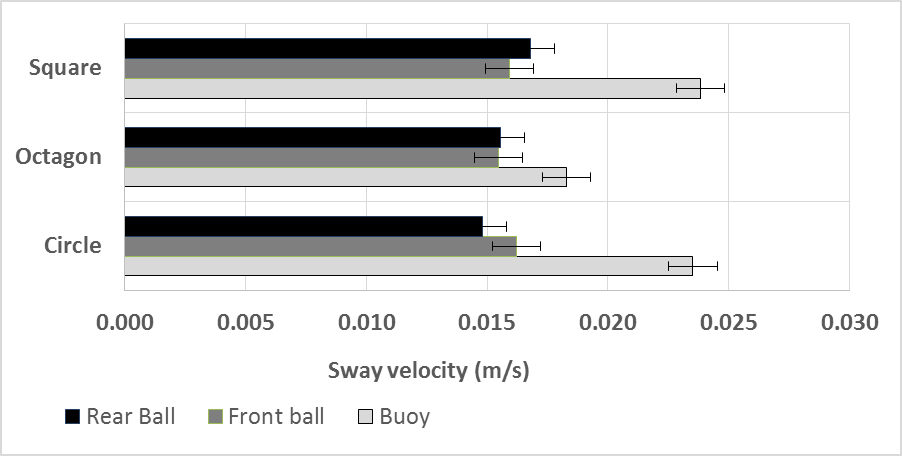 Square
Octagon
Circle
0.000 0.005 0.010 0.015 0.020 0.025 0.030
Sway velocity (m/s)
Rear Ball Front ball Buoy